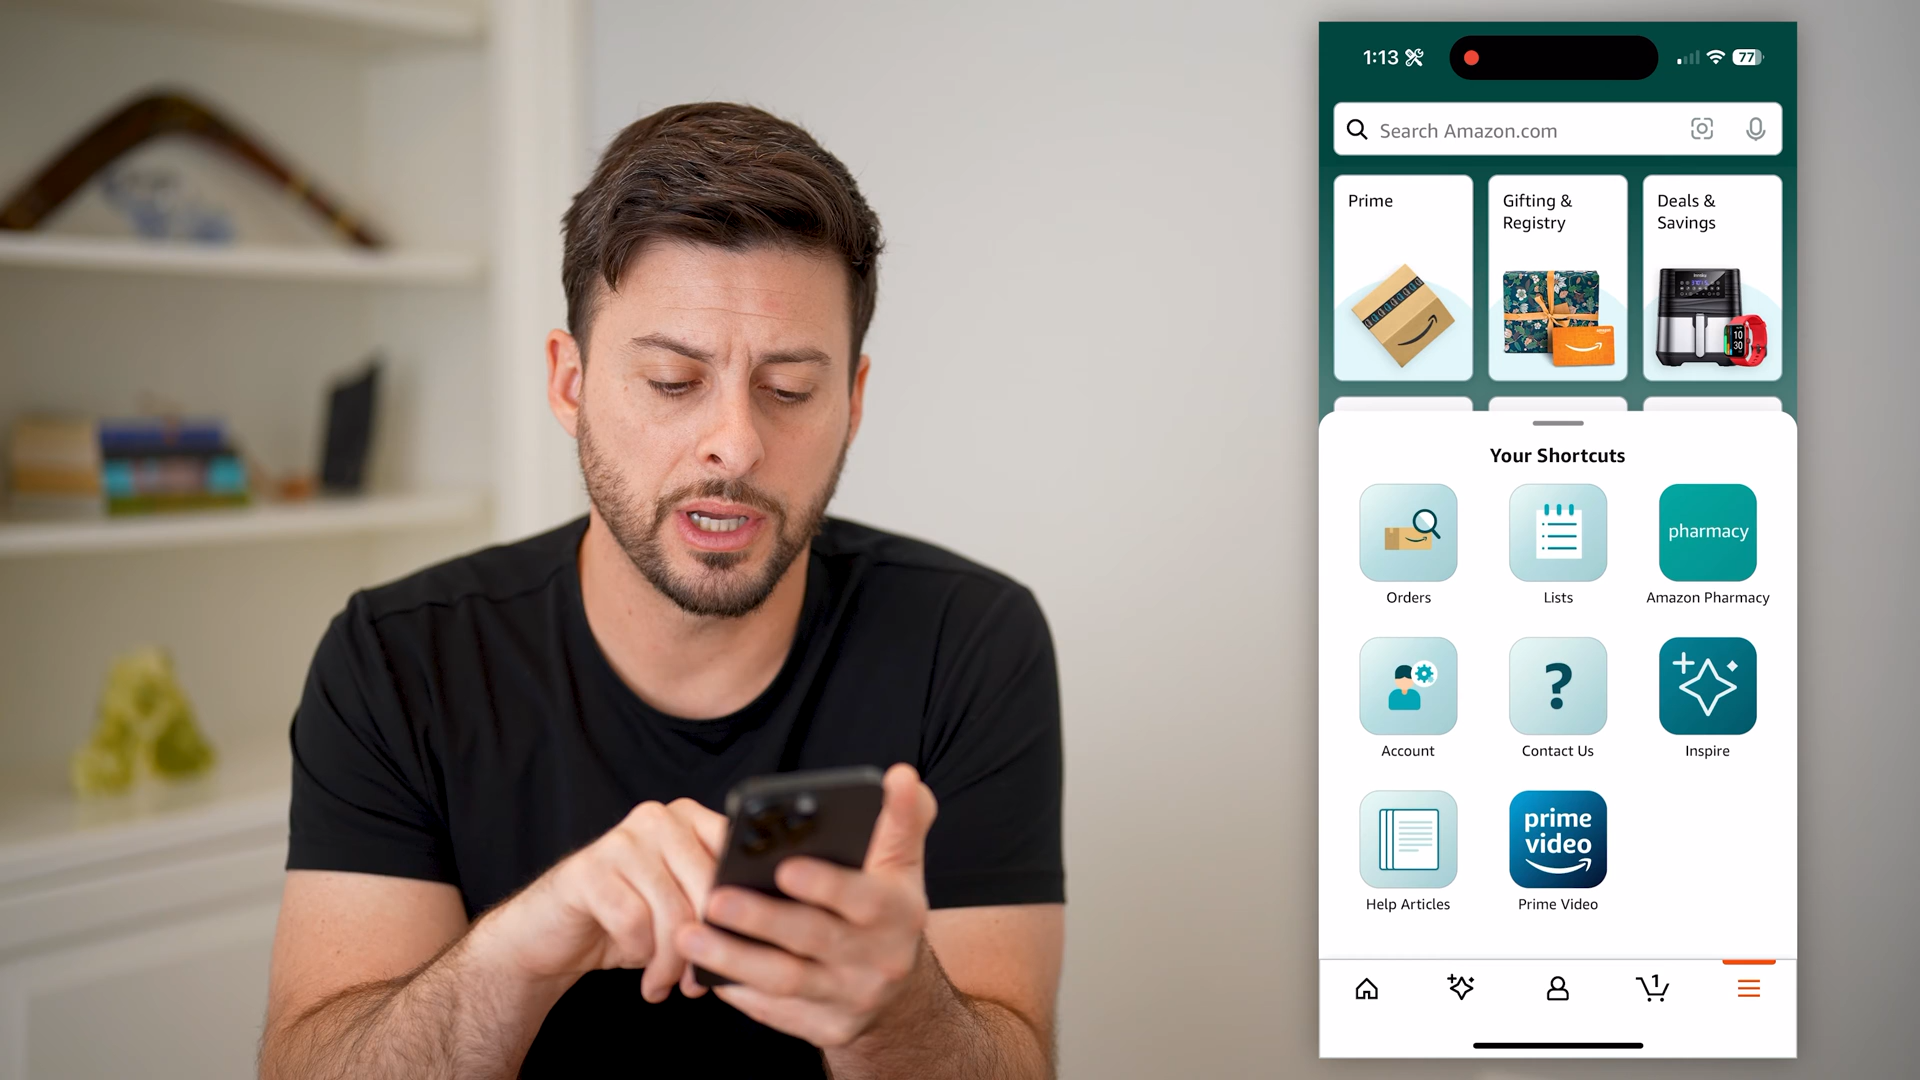 1:13
77
Search Amazon.com
Prime
Gifting &
Registry
Deals &
Savings
Your Shortcuts
pharmacy
Orders
Lists
Amazon Pharmacy
?
Account
Contact Us
Inspire
prime
video
Help Articles
Prime Video
1